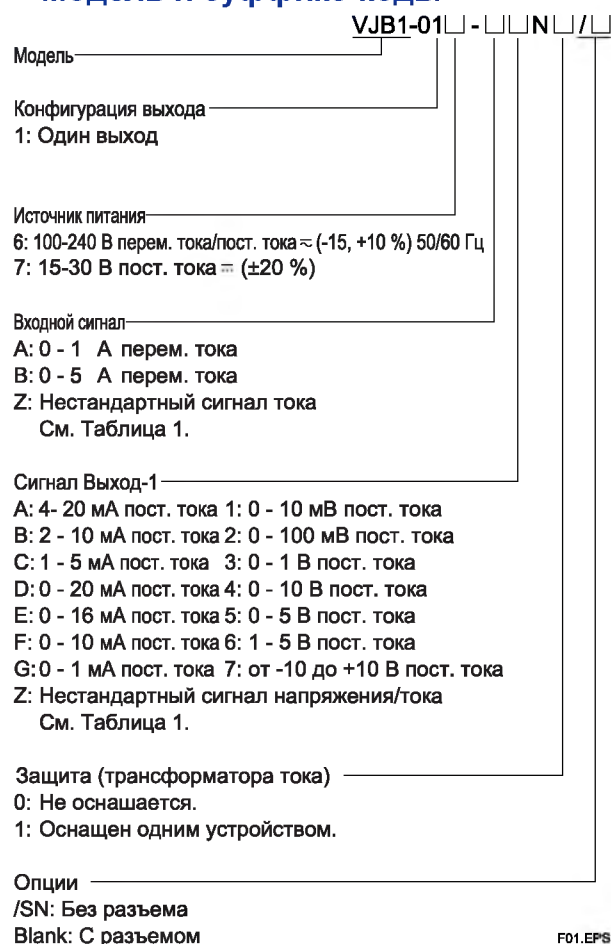 VJB1-01□ - □□N□/□
Модель
Конфигурация выхода
1: Один выход
Источник питания
6: 100-240 В перем. тока/пост. тока ≂ (-15, +10 %) 50/60 Гц
7: 15-30 В пост. тока ⎓ (±20 %)
Входной сигнал
A: 0 - 1 А перем. тока
B: 0 - 5 А перем. тока
Z: Нестандартный сигнал тока
См. Таблица 1.
Сигнал Выход-1
A: 4- 20 мА пост. тока 1: 0 - 10 мВ пост. тока
B: 2 - 10 мА пост. тока 2: 0 - 100 мВ пост. тока
C: 1 - 5 мА пост. тока 3: 0 - 1 В пост. тока
D: 0 - 20 мА пост. тока 4: 0 - 10 В пост. тока
E: 0 - 16 мА пост. тока 5: 0 - 5 В пост. тока
F: 0 - 10 мА пост. тока 6: 1 - 5 В пост. тока
G: 0 - 1 мА пост. тока 7: от -10 до +10 В пост. тока
Z: Нестандартный сигнал напряжения/тока
См. Таблица 1.
Защита (трансформатора тока)
0: Не оснашается.
1: Оснащен одним устройством.
Опции
/SN: Без разъема
Blank: С разъемом
F01.EPS